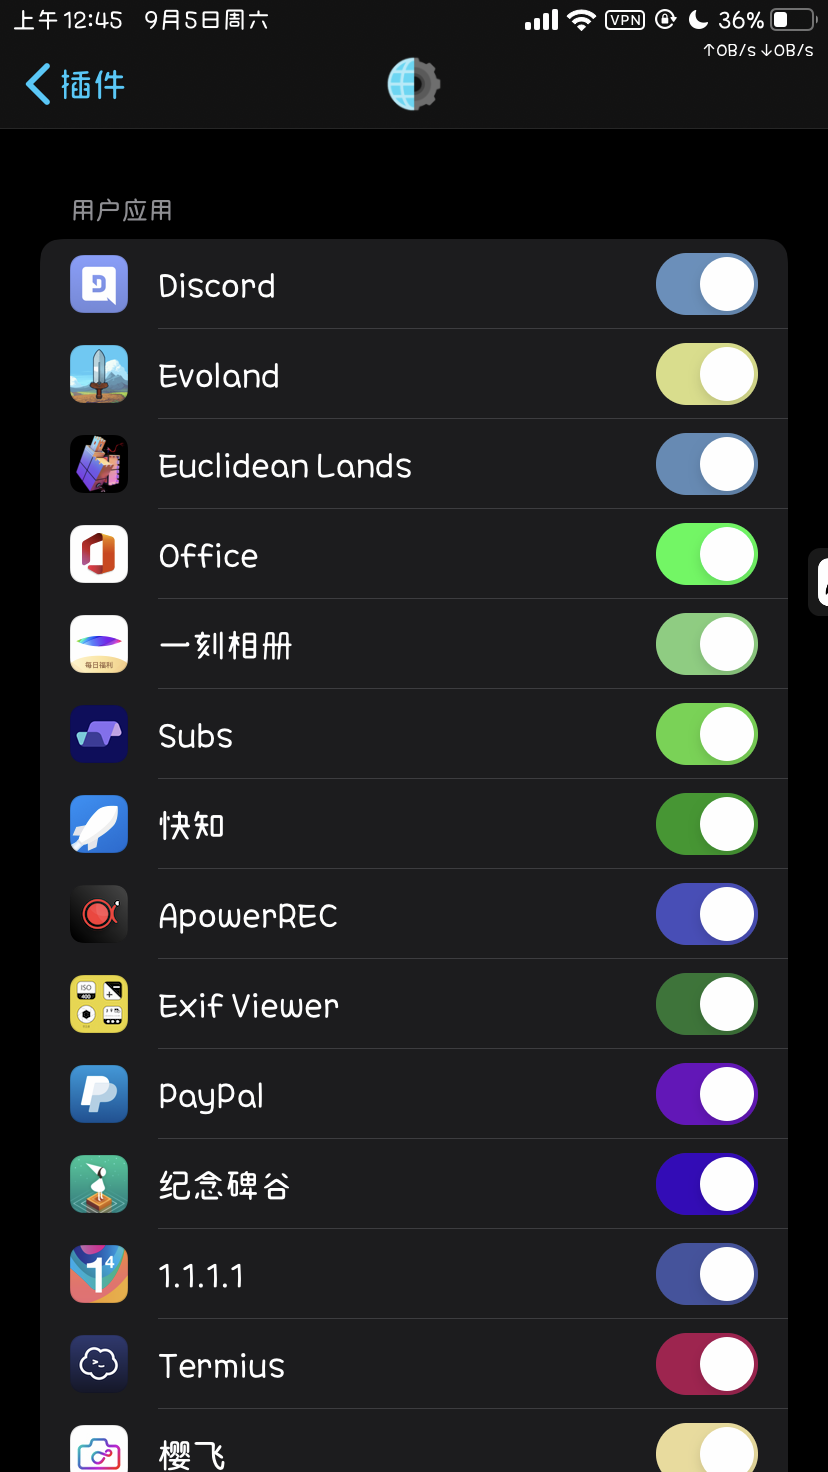 上午12:45 9月5日周六 VPN 36%
↑0B/s ↓0B/s
插件
用户应用
Discord
Evoland
Euclidean Lands
Office
每日福利
一刻相册
Subs
快知
ApowerREC
ISO
400
Exif Viewer
PayPal
纪念碑谷
1⁴
1.1.1.1
Termius
樱飞